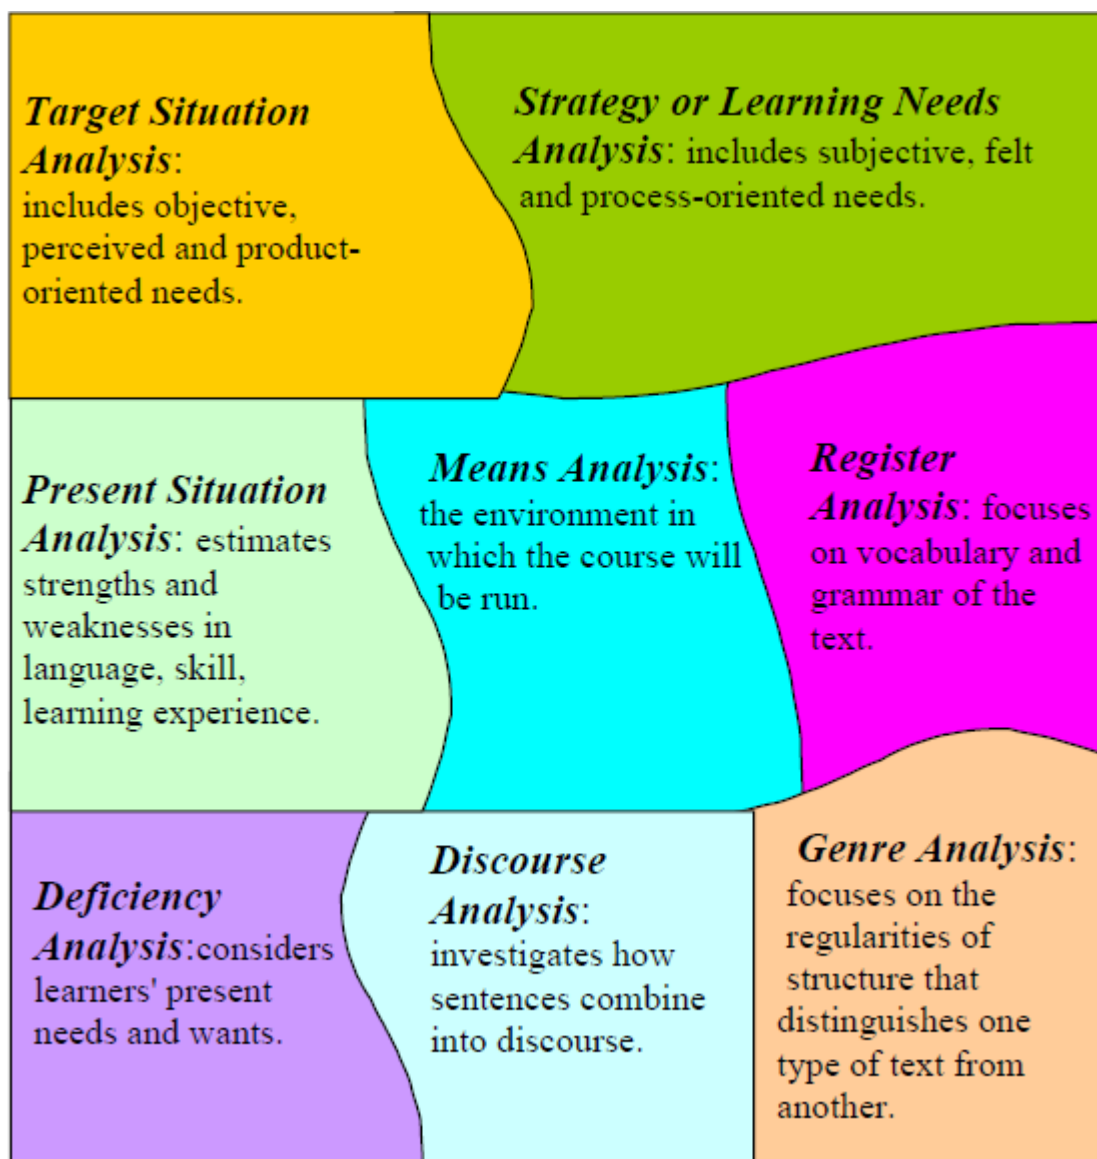 Target Situation
Analysis:
includes objective,
perceived and product-
oriented needs.
Strategy or Learning Needs
Analysis: includes subjective, felt
and process-oriented needs.
Present Situation
Analysis: estimates
strengths and
weaknesses in
language, skill,
learning experience.
Means Analysis:
the environment in
which the course will
be run.
Register
Analysis: focuses
on vocabulary and
grammar of the
text.
Deficiency
Analysis:considers
learners' present
needs and wants.
Discourse
Analysis:
investigates how
sentences combine
into discourse.
Genre Analysis:
focuses on the
regularities of
structure that
distinguishes one
type of text from
another.